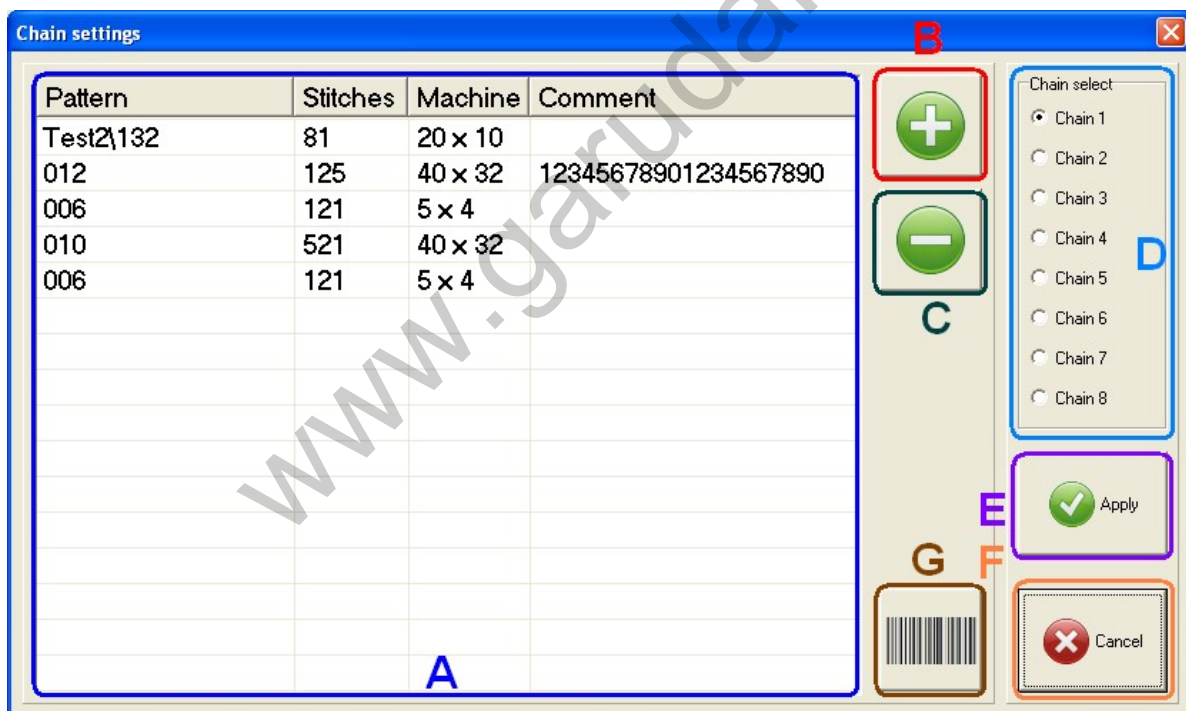 Chain settings
Pattern Stitches Machine Comment
Test2\132 81 20 x 10
012 125 40 x 32 12345678901234567890
006 121 5 x 4
010 521 40 x 32
006 121 5 x 4
A
B
C
G
Chain select
Chain 1
Chain 2
Chain 3
Chain 4
Chain 5
Chain 6
Chain 7
Chain 8
D
E
Apply
F
Cancel
www.garuda